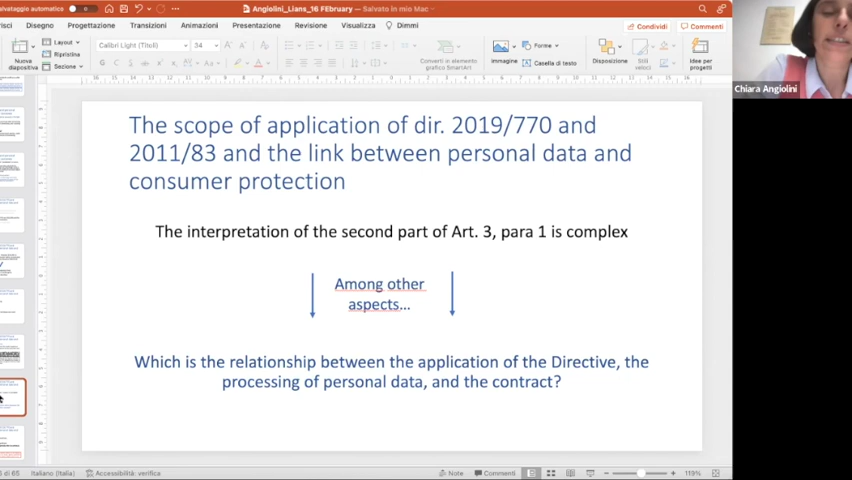 salvataggio automatico
Angiolini_Lians_16 FEbruary — Salvato in mio Mac
risci
Disegno
Progettazione
Transizioni
Animazioni
Presentazione
Revisione
Visualizza
Dimmi
Condividi
Commenti
Nuova
diapositiva
Layout
Ripristina
Sezione
Calibri Light (Titoli)
34
Converti in elemento
grafico SmartArt
Immagine
Forme
Casella di testo
Disposizione
Stili
veloci
Idee per
progetti
Chiara Angiolini
The scope of application of dir. 2019/770 and
2011/83 and the link between personal data and
consumer protection
The interpretation of the second part of Art. 3, para 1 is complex
Among other
aspects…
Which is the relationship between the application of the Directive, the
processing of personal data, and the contract?
di 65
Italiano (Italia)
Accessibilità: verifica
Note
Commenti
119%